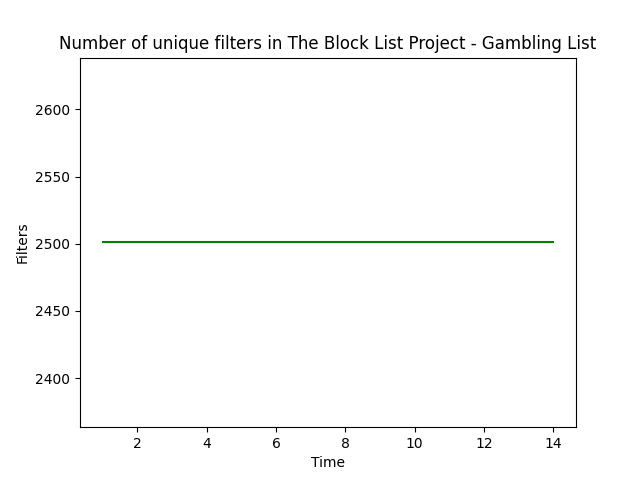 Number of unique filters in The Block List Project - Gambling List
2600
2550
2500
2450
2400
Filters
2 4 6 8 10 12 14
Time